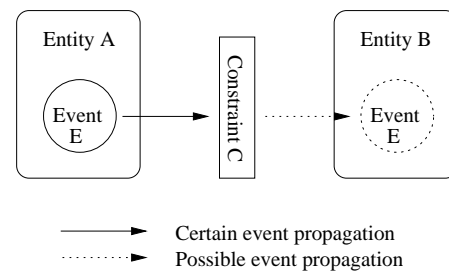 Entity A
Event
E
Constraint C
Entity B
Event
E
Certain event propagation
Possible event propagation